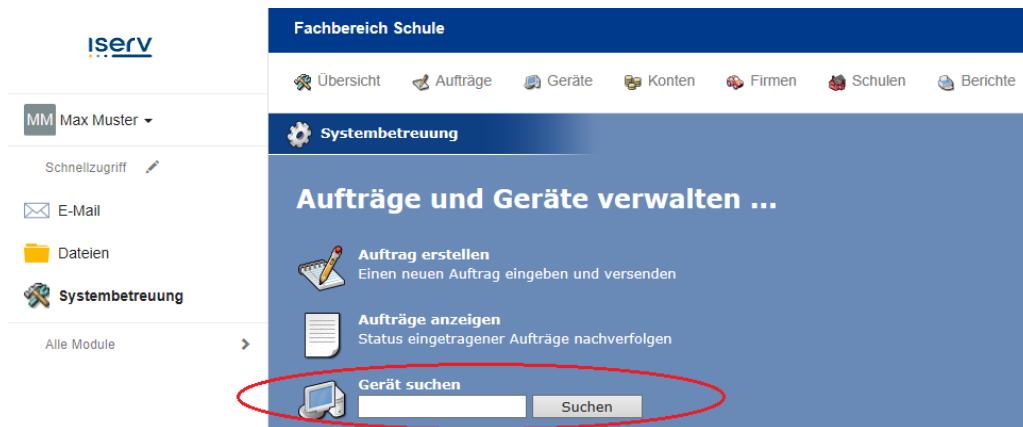 IServ
Fachbereich Schule
Übersicht Aufträge Geräte Konten Firmen Schulen Berichte
MM Max Muster
Systembetreuung
Schnellzugriff
Aufträge und Geräte verwalten ...
E-Mail
Auftrag erstellen
Einen neuen Auftrag eingeben und versenden
Dateien
Systembetreuung
Aufträge anzeigen
Status eingetragener Aufträge nachverfolgen
Alle Module
Gerät suchen
Suchen